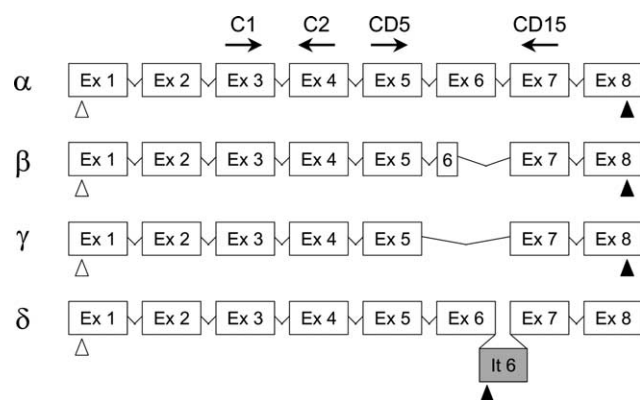 C1 C2 CD5 CD15
α Ex 1 Ex 2 Ex 3 Ex 4 Ex 5 Ex 6 Ex 7 Ex 8
β Ex 1 Ex 2 Ex 3 Ex 4 Ex 5 6 Ex 7 Ex 8
γ Ex 1 Ex 2 Ex 3 Ex 4 Ex 5 Ex 7 Ex 8
δ Ex 1 Ex 2 Ex 3 Ex 4 Ex 5 Ex 6 Ex 7 Ex 8
It 6